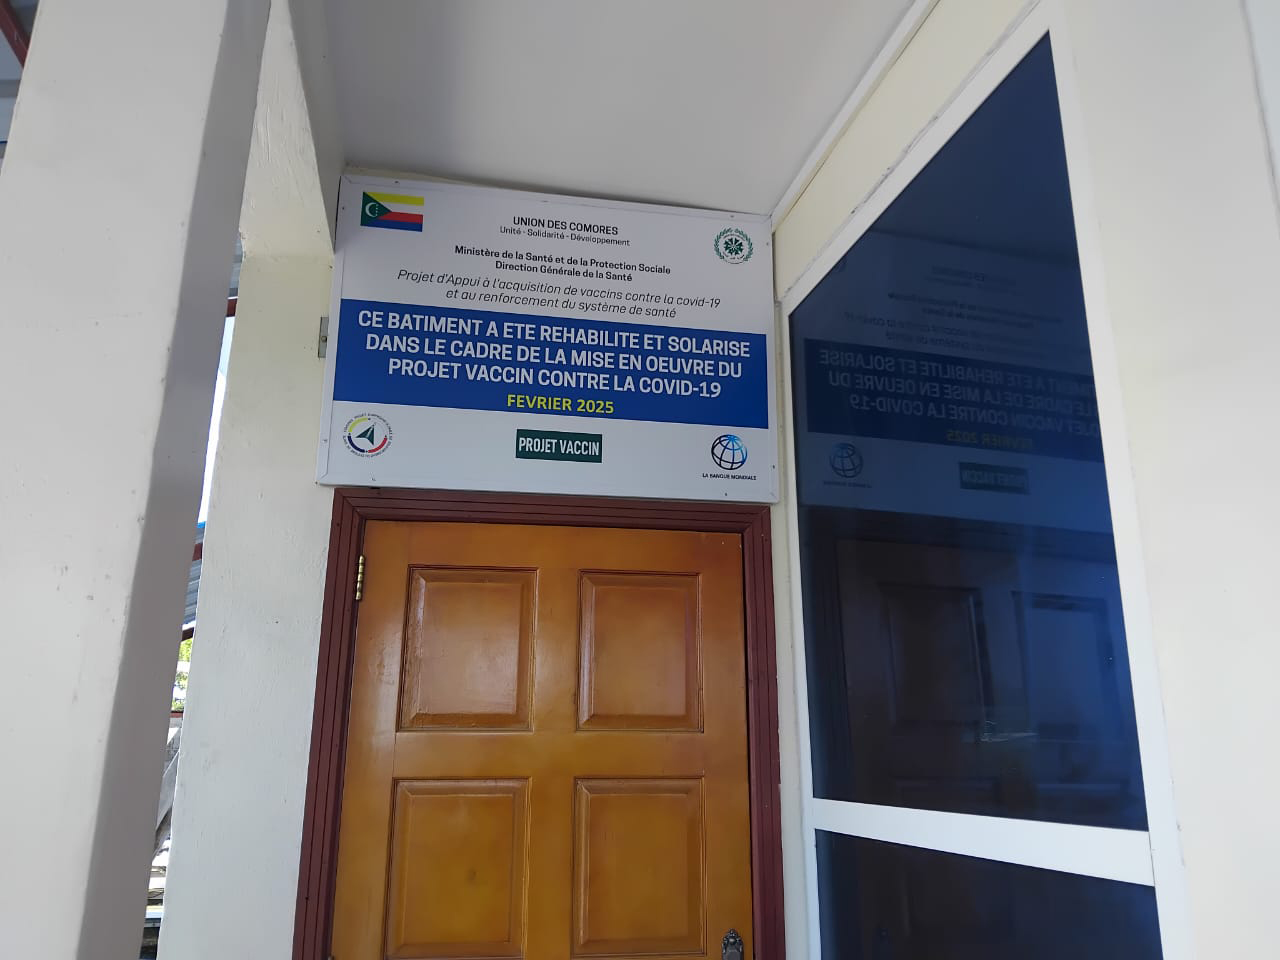 UNION DES COMORES
Unité - Solidarité - Développement
Ministère de la Santé et de la Protection Sociale
Direction Générale de la Santé
Projet d'Appui à l'acquisition de vaccins contre la covid-19
et au renforcement du système de santé
CE BATIMENT A ETE REHABILITE ET SOLARISE
DANS LE CADRE DE LA MISE EN OEUVRE DU
PROJET VACCIN CONTRE LA COVID-19
FEVRIER 2025
PROJET VACCIN
LA BANQUE MONDIALE